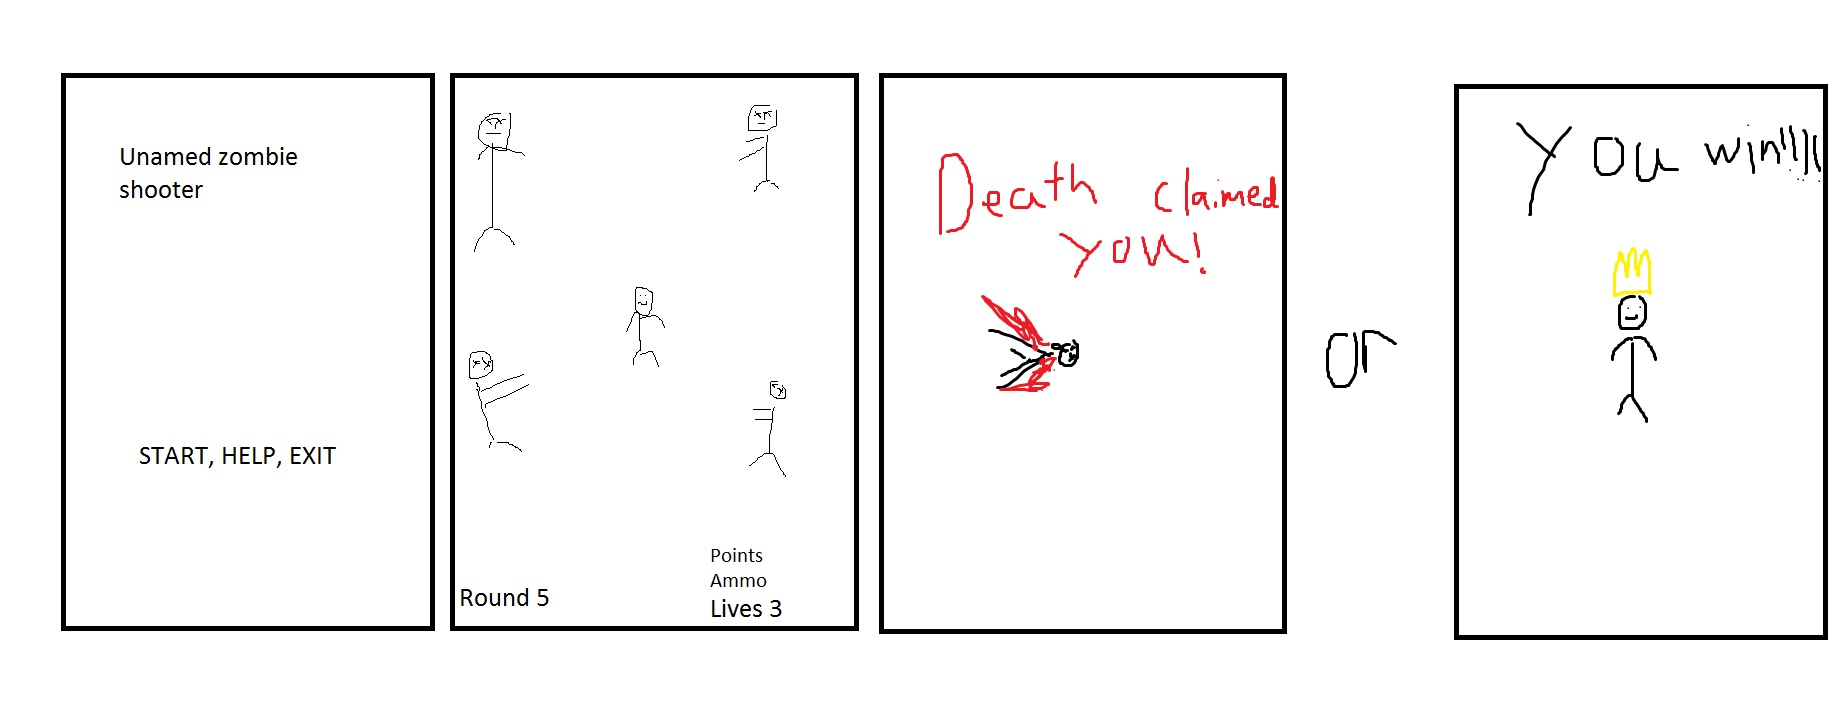 Unamed zombie
shooter
START, HELP, EXIT
Round 5
Points
Ammo
Lives 3
Death claimed
you!
or
You win!!!!!